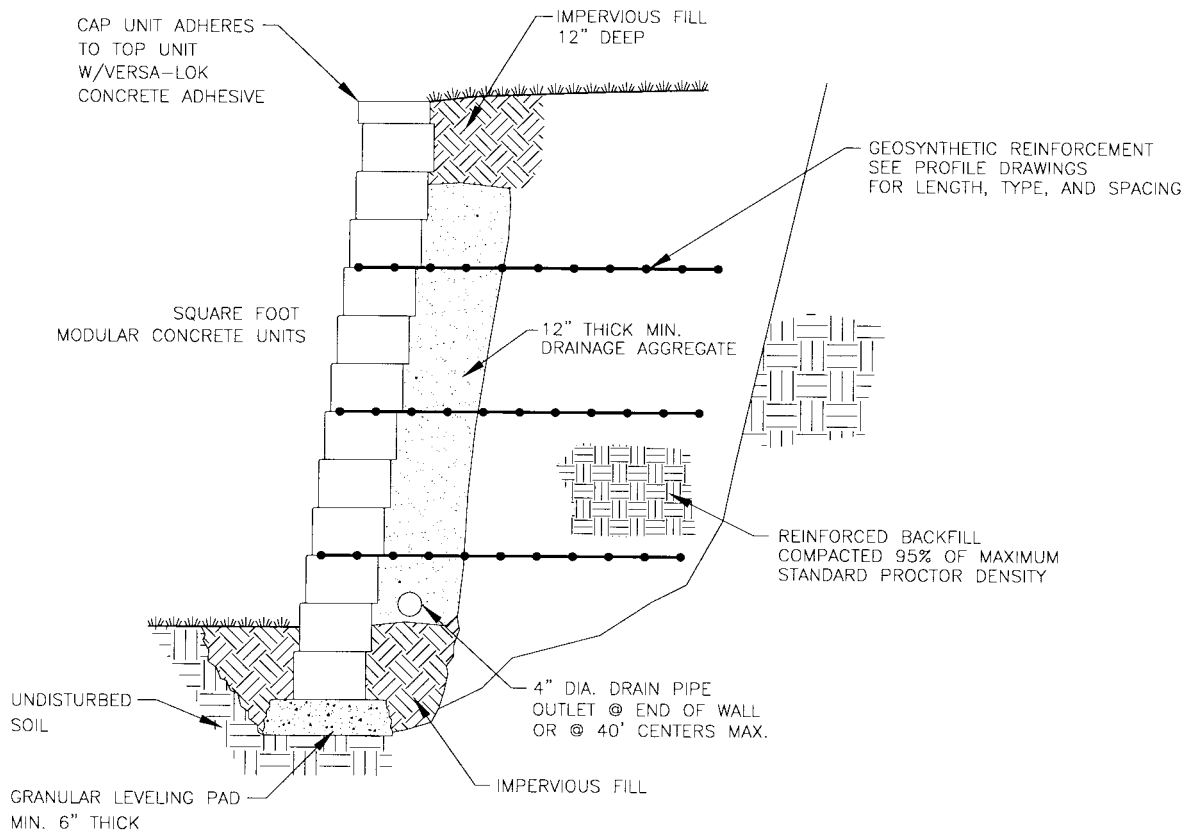 CAP UNIT ADHERES
TO TOP UNIT
W/VERSA-LOK
CONCRETE ADHESIVE
IMPERVIOUS FILL
12" DEEP
GEOSYNTHETIC REINFORCEMENT
SEE PROFILE DRAWINGS
FOR LENGTH, TYPE, AND SPACING
SQUARE FOOT
MODULAR CONCRETE UNITS
12" THICK MIN.
DRAINAGE AGGREGATE
REINFORCED BACKFILL
COMPACTED 95% OF MAXIMUM
STANDARD PROCTOR DENSITY
UNDISTURBED
SOIL
4" DIA. DRAIN PIPE
OUTLET @ END OF WALL
OR @ 40' CENTERS MAX.
IMPERVIOUS FILL
GRANULAR LEVELING PAD
MIN. 6" THICK